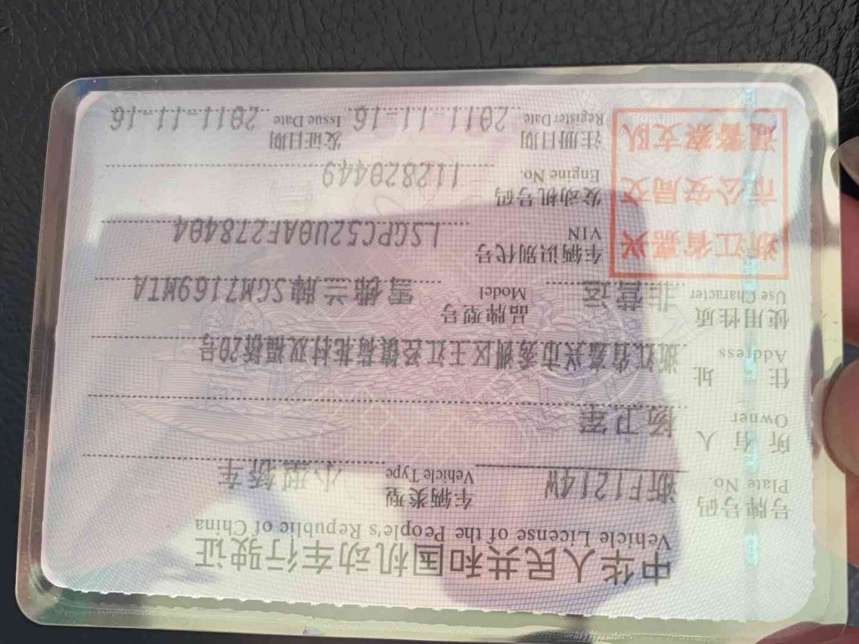 中华人民共和国机动车行驶证
Vehicle License of the People's Republic of China
号牌号码 浙F1214W 车辆类型 小型轿车
Plate No. Vehicle Type
所有人 杨卫军
Owner
住址 浙江省嘉兴市秀洲区王江泾镇荷花村双福桥20号
Address
使用性质 非营运 品牌型号 雪佛兰牌SGM7169MTA
Use Character Model
浙江省嘉兴
市公安局交
通警察支队
车辆识别代号 LSGPC52U0AF278404
VIN
发动机号码 112820449
Engine No.
注册日期 2011-11-16 发证日期 2011-11-16
Register Date Issue Date